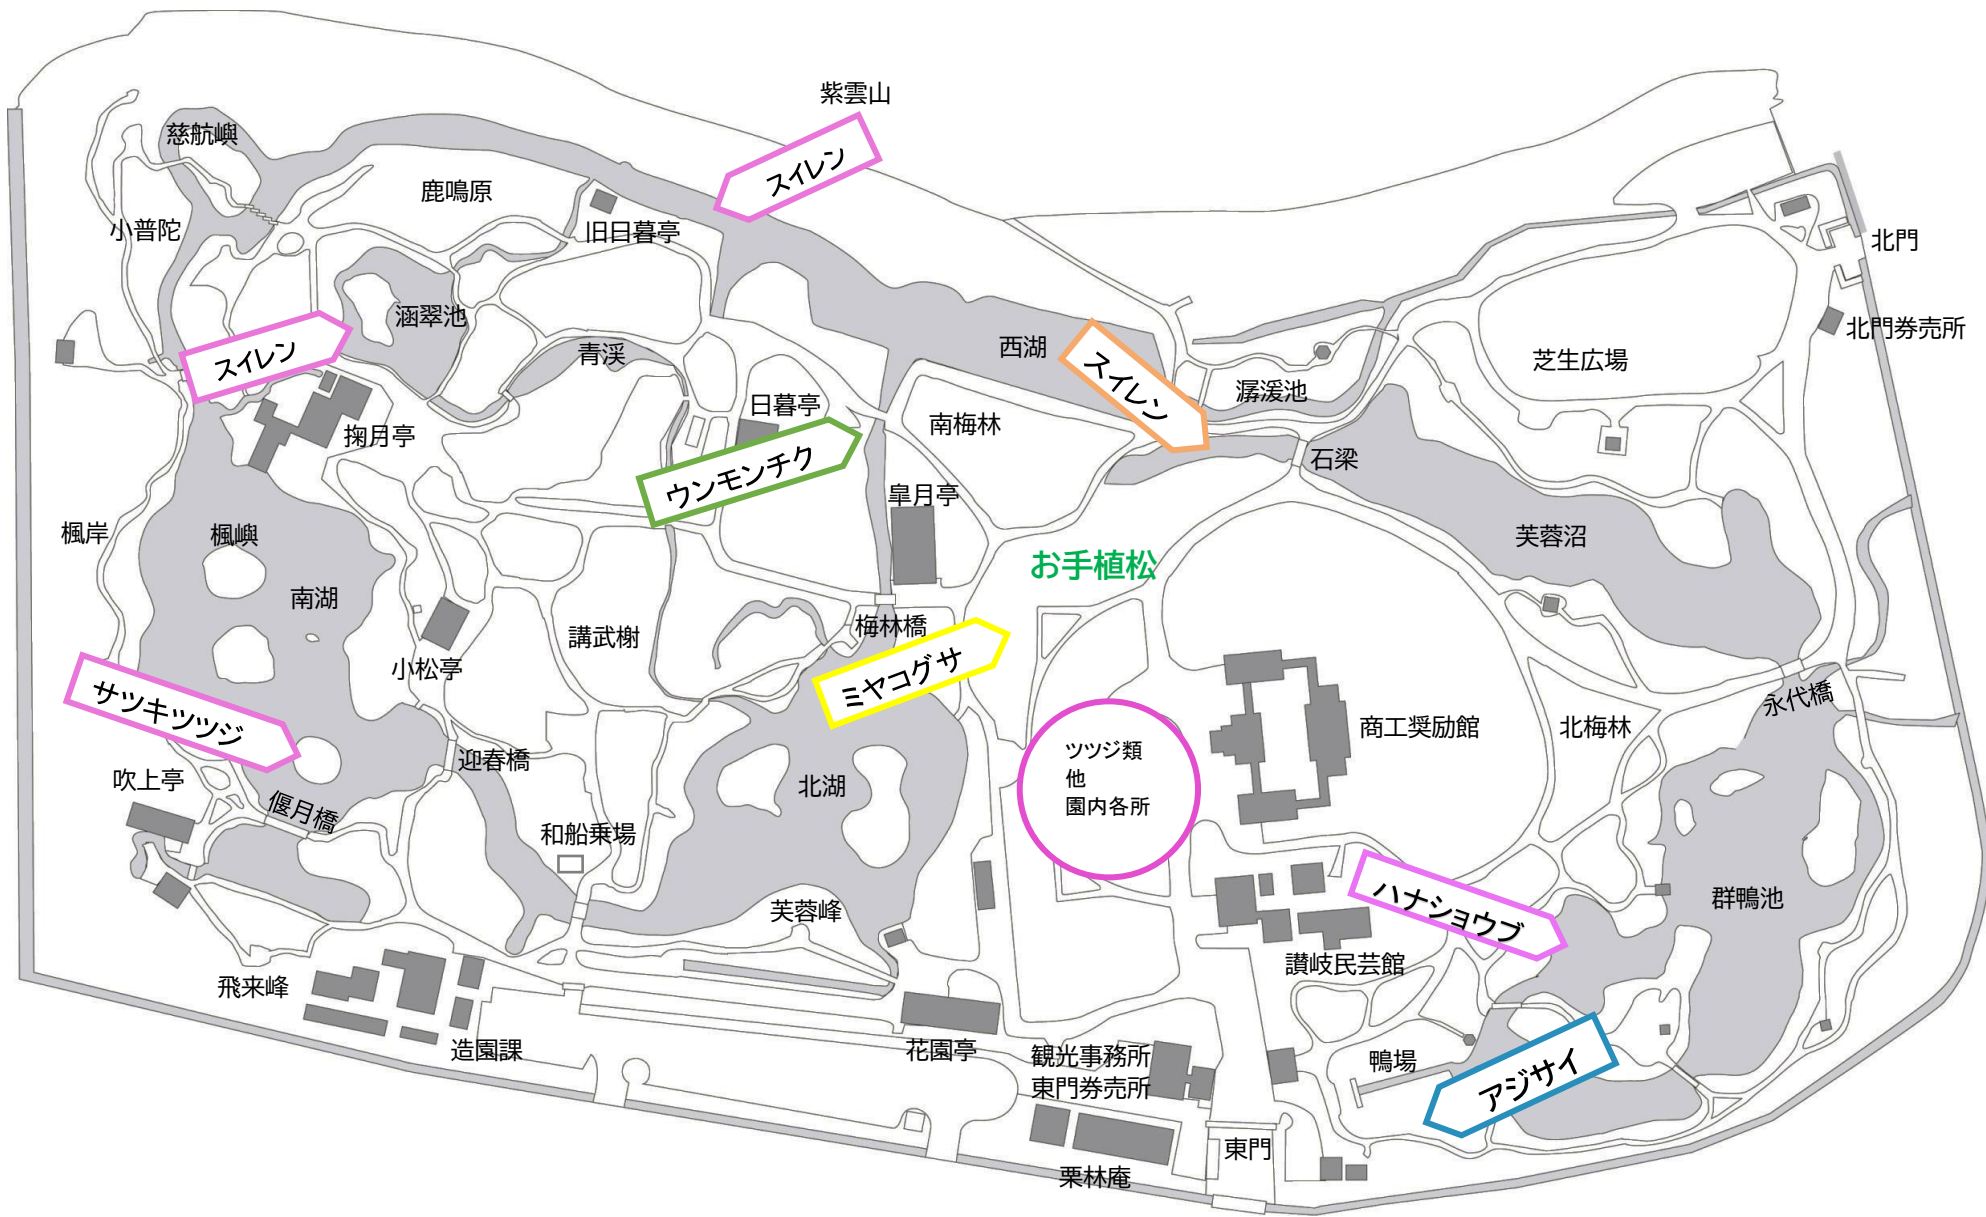 紫雲山
スイレン
慈航嶼
鹿鳴原
小普陀
旧日暮亭
北門
涵翠池
スイレン
青渓
西湖
スイレン
潺湲池
芝生広場
北門券売所
掬月亭
日暮亭
南梅林
ウンモンチク
石梁
皐月亭
楓岸
楓嶼
お手植松
芙蓉沼
南湖
講武榭
梅林橋
小松亭
ミヤコグサ
サツキツツジ
永代橋
商工奨励館
北梅林
ツツジ類
他
園内各所
迎春橋
吹上亭
偃月橋
北湖
和船乗場
ハナショウブ
群鴨池
芙蓉峰
讃岐民芸館
飛来峰
造園課
花園亭
観光事務所
東門券売所
鴨場
アジサイ
東門
栗林庵